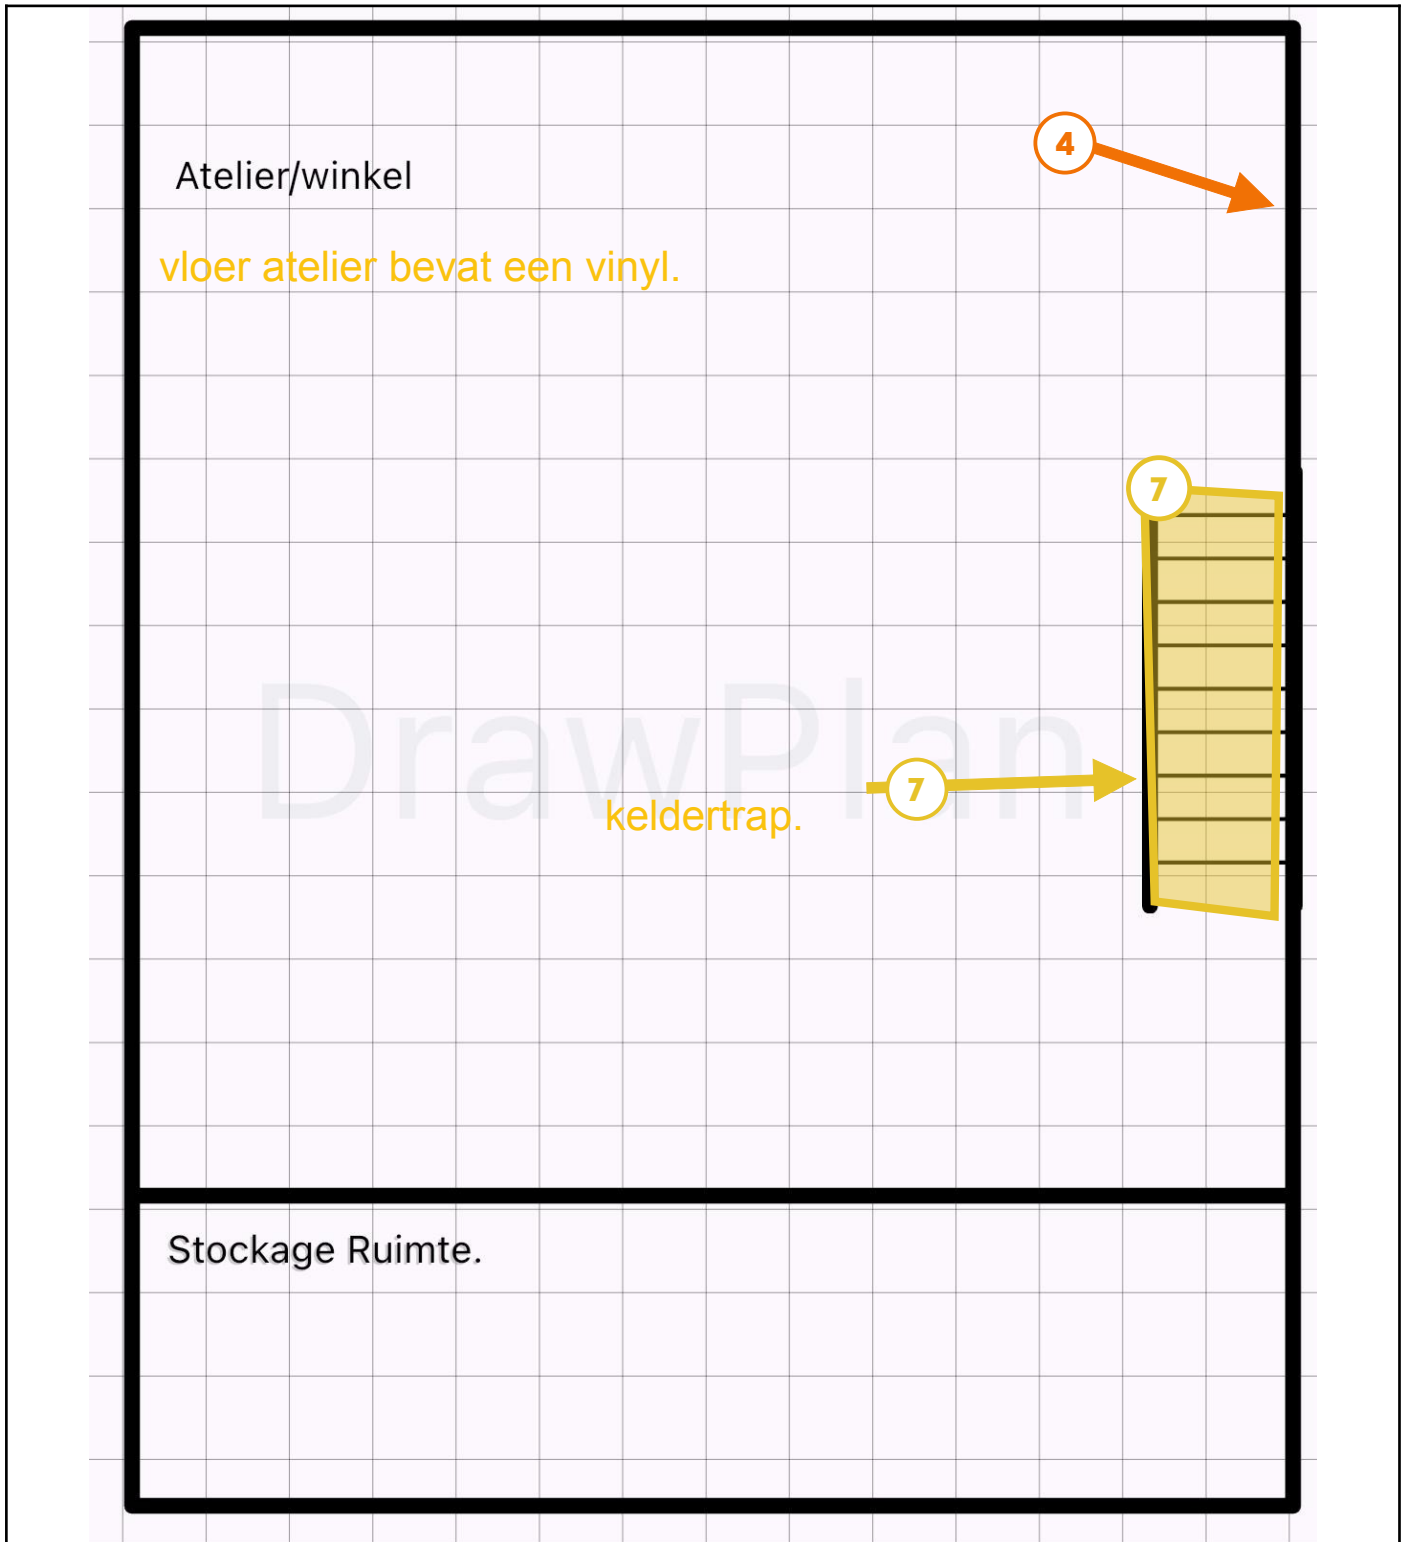 4
Atelier/winkel
vloer atelier bevat een vinyl.
7
DrawPlan
7
keldertrap.
Stockage Ruimte.